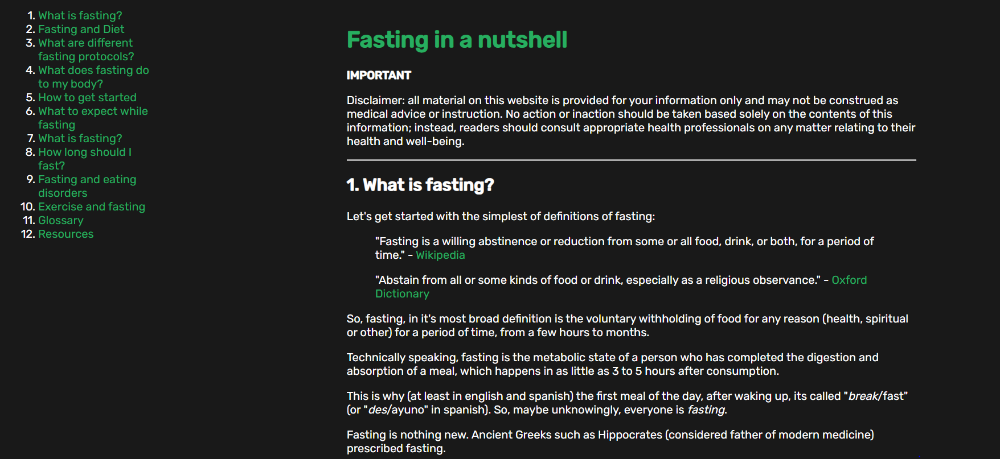 1. What is fasting?
2. Fasting and Diet
3. What are different
fasting protocols?
4. What does fasting do
to my body?
5. How to get started
6. What to expect while
fasting
7. What is fasting?
8. How long should I
fast?
9. Fasting and eating
disorders
10. Exercise and fasting
11. Glossary
12. Resources
Fasting in a nutshell
IMPORTANT
Disclaimer: all material on this website is provided for your information only and may not be construed as
medical advice or instruction. No action or inaction should be taken based solely on the contents of this
information; instead, readers should consult appropriate health professionals on any matter relating to their
health and well-being.
1. What is fasting?
Let's get started with the simplest of definitions of fasting:
"Fasting is a willing abstinence or reduction from some or all food, drink, or both, for a period of
time." - Wikipedia
"Abstain from all or some kinds of food or drink, especially as a religious observance." - Oxford
Dictionary
So, fasting, in it's most broad definition is the voluntary withholding of food for any reason (health, spiritual
or other) for a period of time, from a few hours to months.
Technically speaking, fasting is the metabolic state of a person who has completed the digestion and
absorption of a meal, which happens in as little as 3 to 5 hours after consumption.
This is why (at least in english and spanish) the first meal of the day, after waking up, its called "break/fast"
(or "des/ayuno" in spanish). So, maybe unknowingly, everyone is fasting.
Fasting is nothing new. Ancient Greeks such as Hippocrates (considered father of modern medicine)
prescribed fasting.